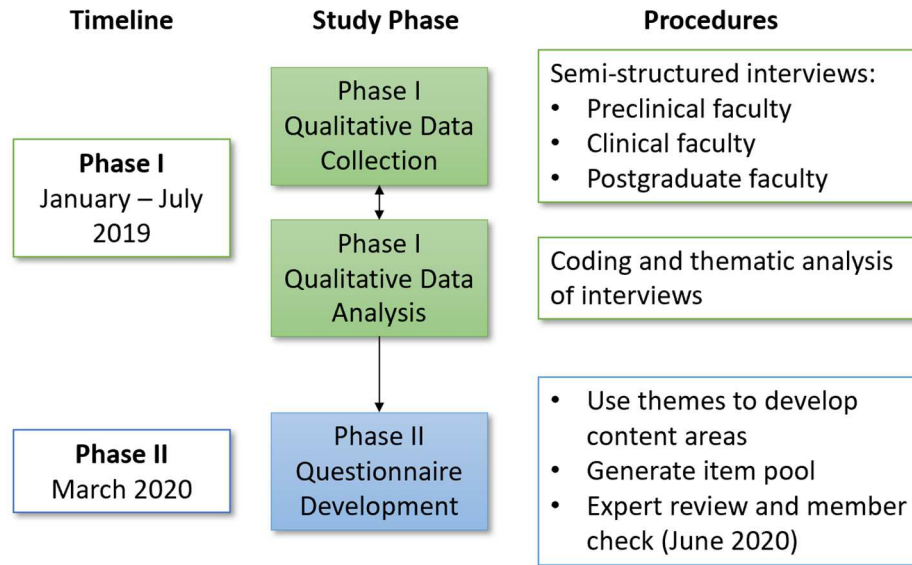 Timeline
Study Phase
Procedures
Phase I
January – July
2019
Phase I
Qualitative Data
Collection
Semi-structured interviews:
• Preclinical faculty
• Clinical faculty
• Postgraduate faculty
Phase I
Qualitative Data
Analysis
Coding and thematic analysis
of interviews
Phase II
March 2020
Phase II
Questionnaire
Development
• Use themes to develop
content areas
• Generate item pool
• Expert review and member
check (June 2020)